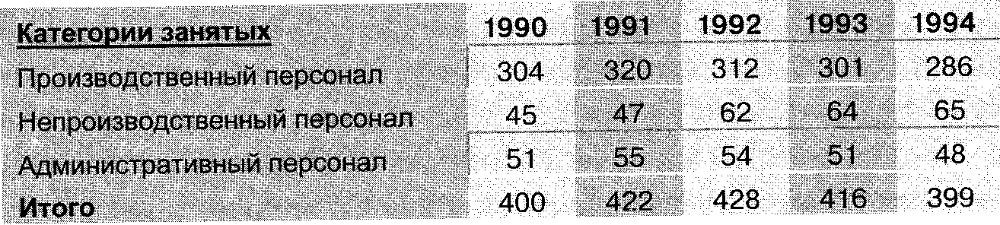 Категории занятых 1990 1991 1992 1993 1994
Производственный персонал 304 320 312 301 286
Непроизводственный персонал 45 47 62 64 65
Административный персонал 51 55 54 51 48
Итого 400 422 428 416 399